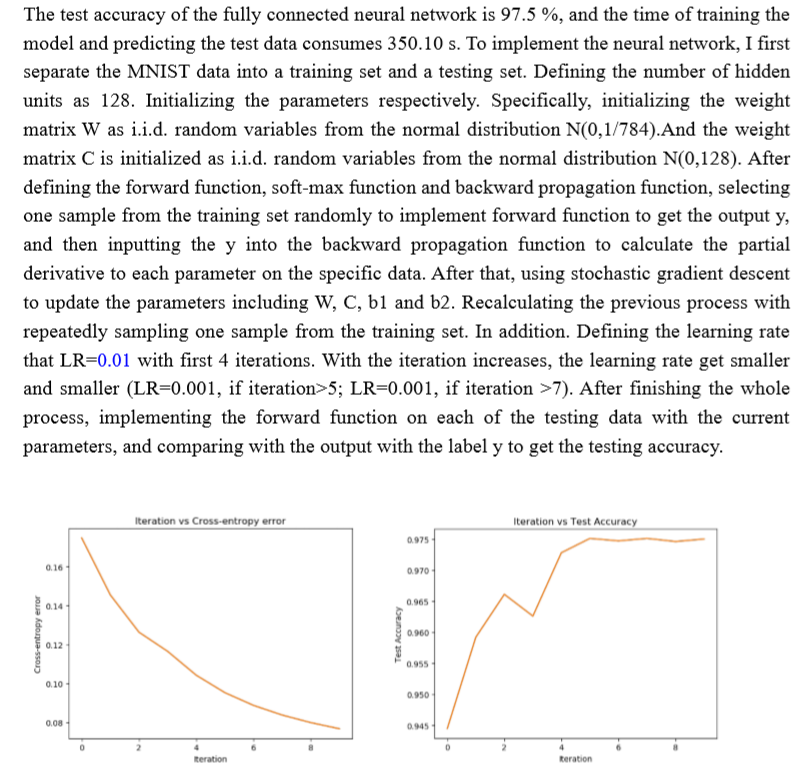 The test accuracy of the fully connected neural network is 97.5 %, and the time of training the
model and predicting the test data consumes 350.10 s. To implement the neural network, I first
separate the MNIST data into a training set and a testing set. Defining the number of hidden
units as 128. Initializing the parameters respectively. Specifically, initializing the weight
matrix W as i.i.d. random variables from the normal distribution N(0,1/784).And the weight
matrix C is initialized as i.i.d. random variables from the normal distribution N(0,128). After
defining the forward function, soft-max function and backward propagation function, selecting
one sample from the training set randomly to implement forward function to get the output y,
and then inputting the y into the backward propagation function to calculate the partial
derivative to each parameter on the specific data. After that, using stochastic gradient descent
to update the parameters including W, C, b1 and b2. Recalculating the previous process with
repeatedly sampling one sample from the training set. In addition. Defining the learning rate
that LR=0.01 with first 4 iterations. With the iteration increases, the learning rate get smaller
and smaller (LR=0.001, if iteration>5; LR=0.001, if iteration >7). After finishing the whole
process, implementing the forward function on each of the testing data with the current
parameters, and comparing with the output with the label y to get the testing accuracy.
Iteration vs Cross-entropy error
Cross-entropy error
0.16
0.14
0.12
0.10
0.08
0 2 4 6 8
Iteration
Iteration vs Test Accuracy
Test Accuracy
0.975
0.970
0.965
0.960
0.955
0.950
0.945
0 2 4 6 8
Iteration